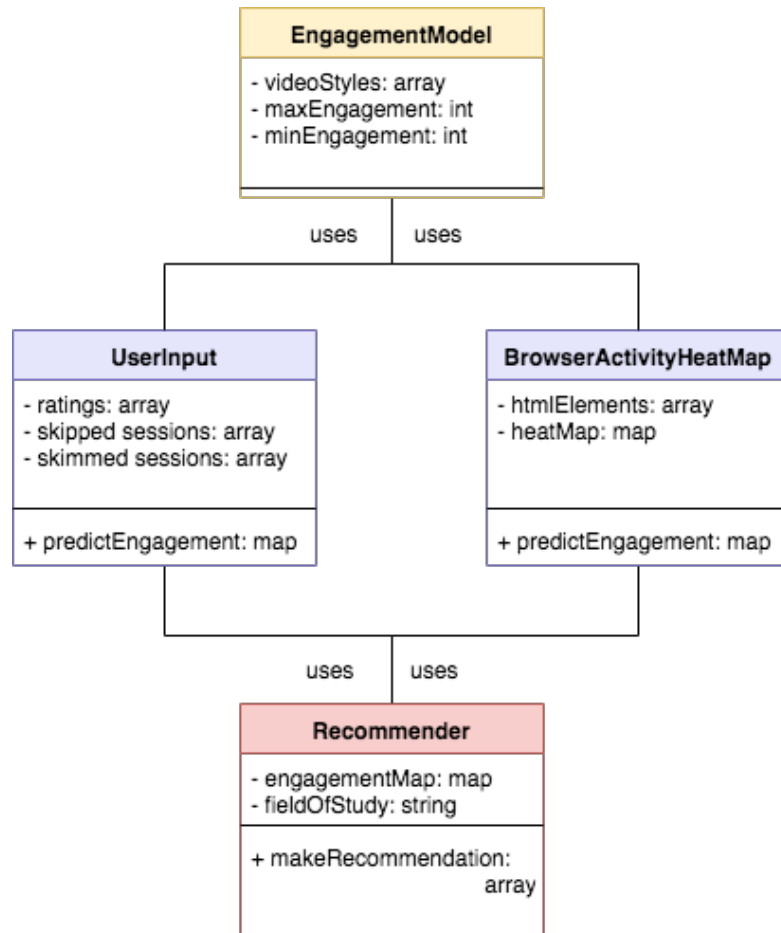 EngagementModel
- videoStyles: array
- maxEngagement: int
- minEngagement: int
uses
uses
UserInput
- ratings: array
- skipped sessions: array
- skimmed sessions: array
+ predictEngagement: map
BrowserActivityHeatMap
- htmlElements: array
- heatMap: map
+ predictEngagement: map
uses
uses
Recommender
- engagementMap: map
- fieldOfStudy: string
+ makeRecommendation:
array